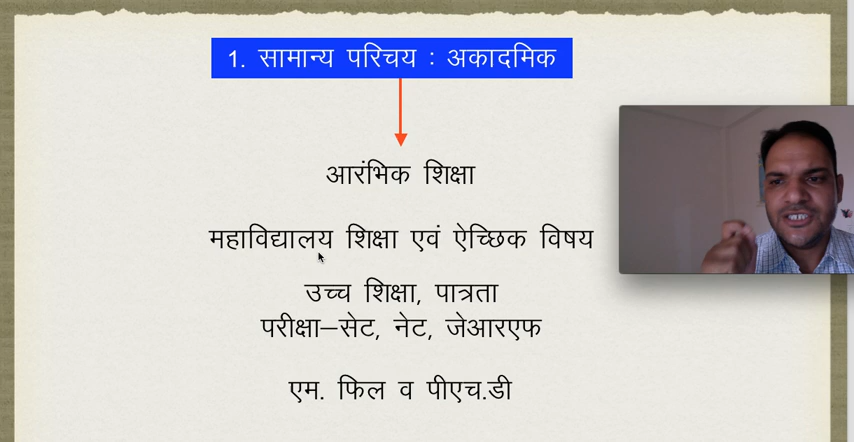 1. सामान्य परिचय : अकादमिक
आरंभिक शिक्षा
महाविद्यालय शिक्षा एवं ऐच्छिक विषय
उच्च शिक्षा, पात्रता
परीक्षा–सेट, नेट, जेआरएफ
एम. फिल व पीएच.डी